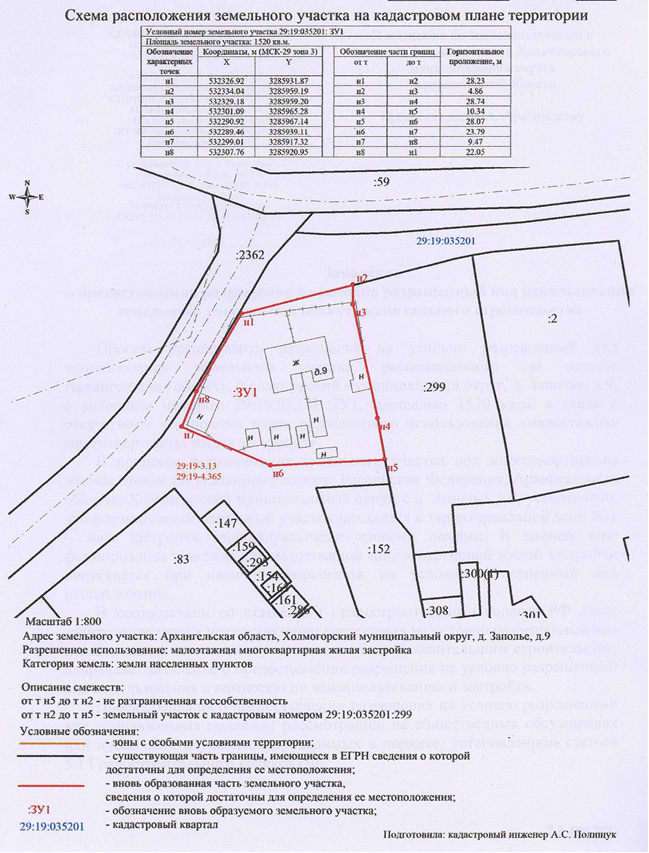 Схема расположения земельного участка на кадастровом плане территории
Условный номер земельного участка 29:19:035201: ЗУ1
Площадь земельного участка: 1520 кв.м.
Обозначение характерных точек Координаты, м (МСК-29 зона 3) Обозначение части границ Горизонтальное проложение, м
X Y от т до т
н1 532326.92 3285931.87 н1 н2 28.23
н2 532334.04 3285959.19 н2 н3 4.86
н3 532329.18 3285959.20 н3 н4 28.74
н4 532301.09 3285965.28 н4 н5 10.34
н5 532290.92 3285967.14 н5 н6 28.07
н6 532289.46 3285939.11 н6 н7 23.79
н7 532299.01 3285917.32 н7 н8 9.47
н8 532307.76 3285920.95 н8 н1 22.05
N
W E
S
:59
29:19:035201
:2362
н2
н3
н1
:2
ж
д.9
н
:299
:ЗУ1
н8
н
н4
н7
н
н
н
н
н
н5
29:19-3.13
н6
29:19-4.365
:147
:159
:83
:152
:154
:300(1)
:161
:308
:286
:301
Масштаб 1:800
Адрес земельного участка: Архангельская область, Холмогорский муниципальный округ, д. Заполье, д.9
Разрешенное использование: малоэтажная многоквартирная жилая застройка
Категория земель: земли населенных пунктов
Описание смежеств:
от т н5 до т н2 - не разграниченная госсобственность
от т н2 до т н5 - земельный участок с кадастровым номером 29:19:035201:299
Условные обозначения:
- зоны с особыми условиями территории;
- существующая часть границы, имеющиеся в ЕГРН сведения о которой
достаточны для определения ее местоположения;
- вновь образованная часть земельного участка,
сведения о которой достаточны для определения ее местоположения;
:ЗУ1 - обозначение вновь образуемого земельного участка;
29:19:035201 - кадастровый квартал
Подготовила: кадастровый инженер А.С. Полищук